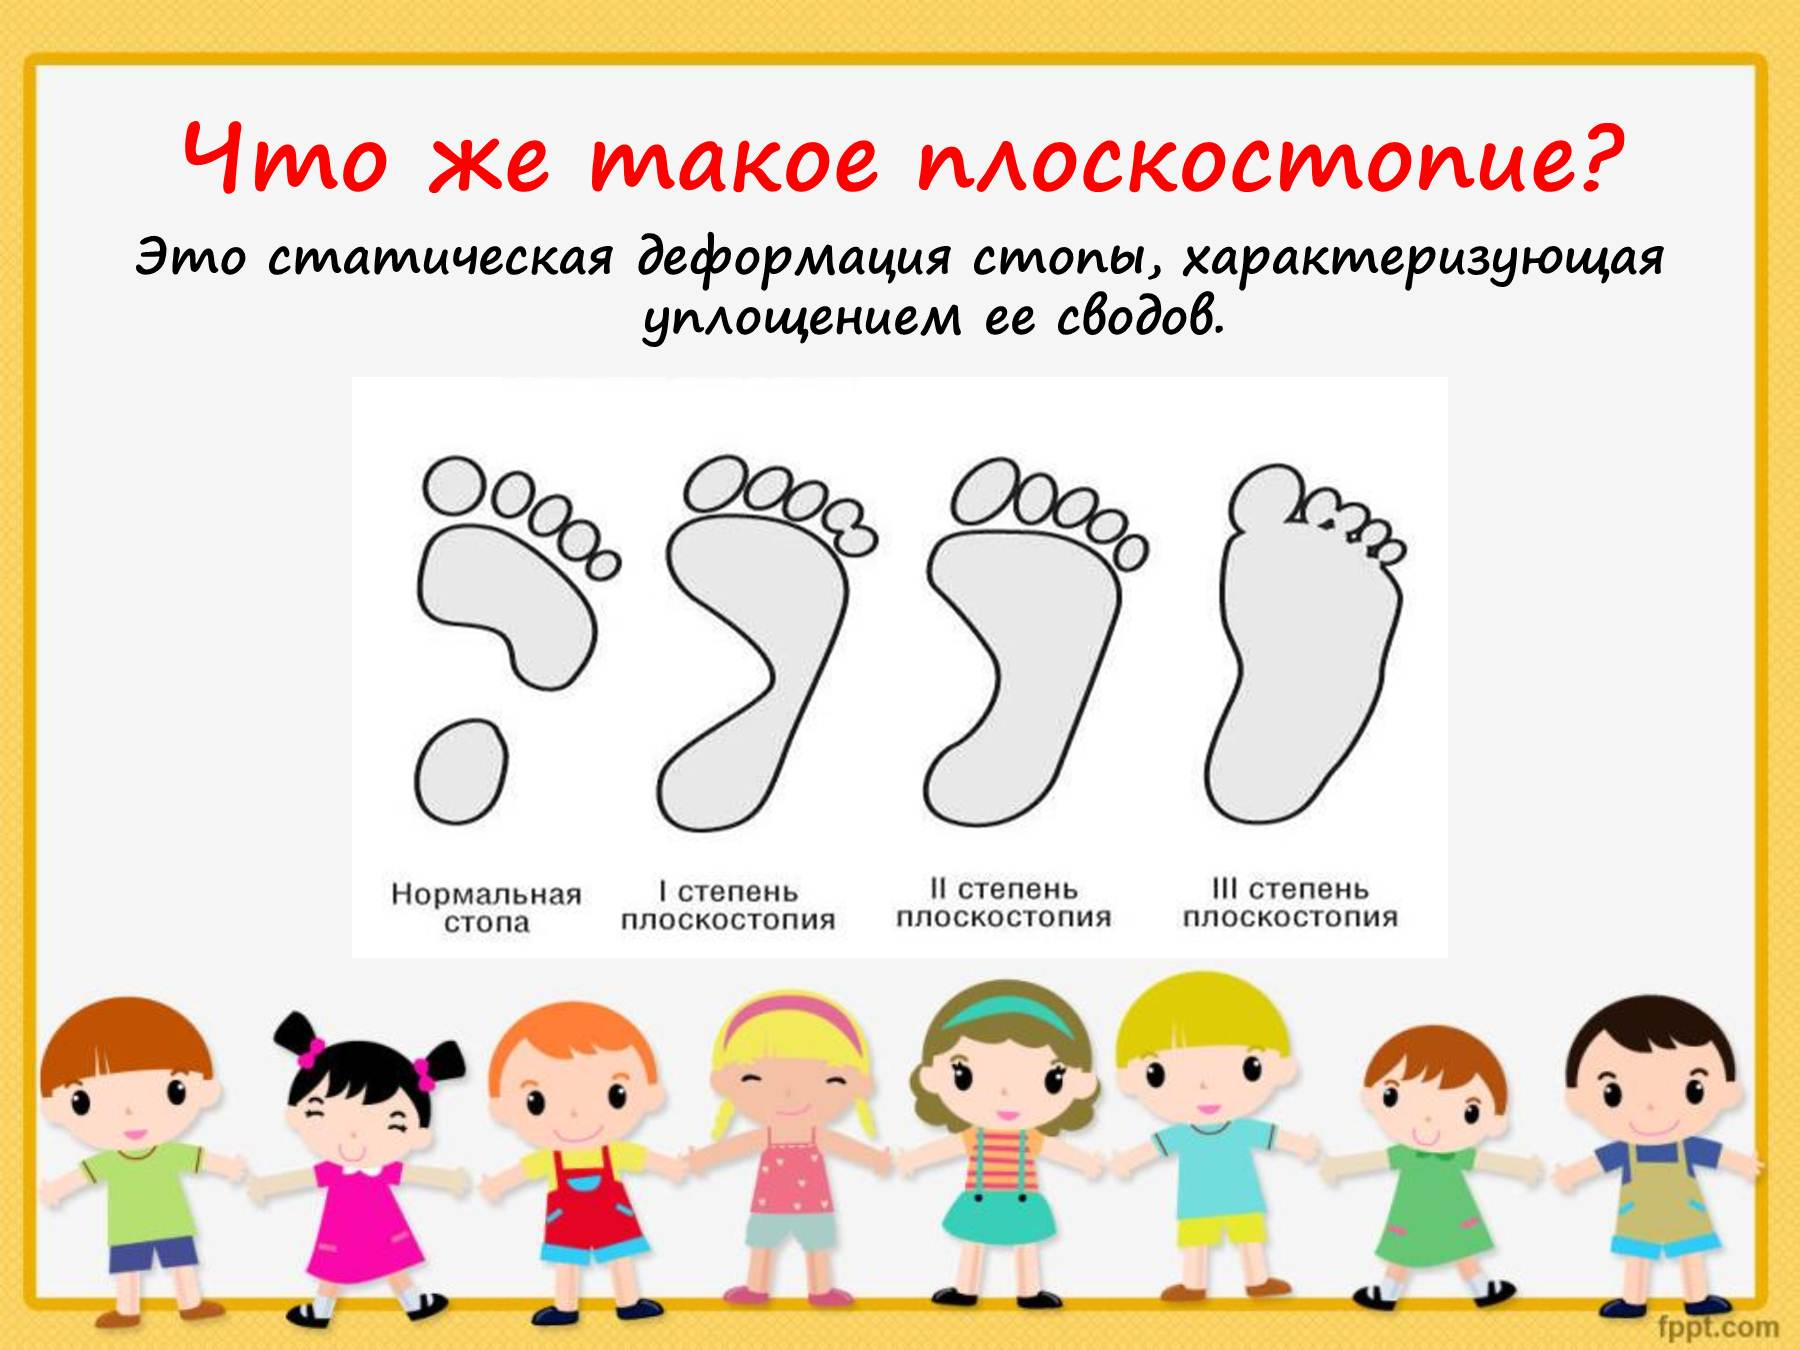 Что же такое плоскостопие?
Это статическая деформация стопы, характеризующая
уплощением ее сводов.
Нормальная
стопа
I степень
плоскостопия
II степень
плоскостопия
III степень
плоскостопия
fppt.com